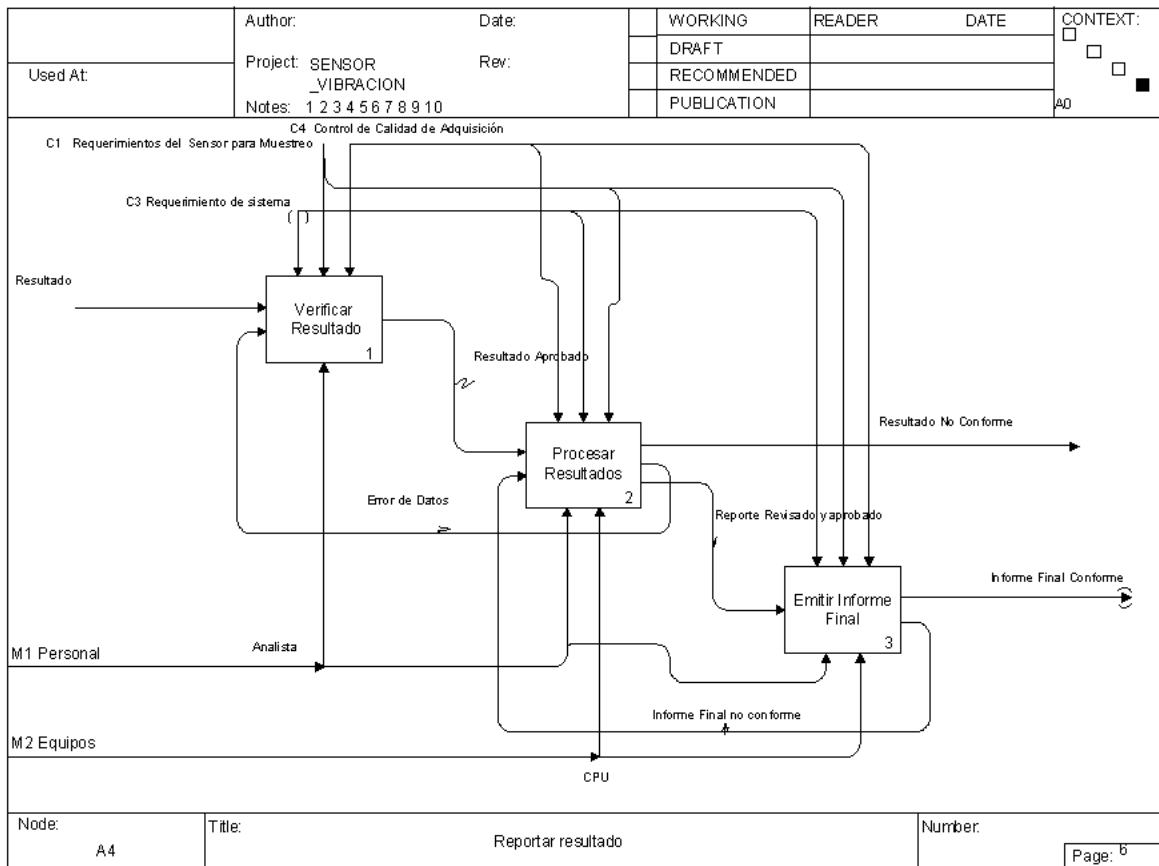 Used At:
Author:
Date:
Project: SENSOR
_VIBRACION
Rev:
Notes: 1 2 3 4 5 6 7 8 9 10
WORKING
DRAFT
RECOMMENDED
PUBLICATION
READER
DATE
CONTEXT:
A0
C4 Control de Calidad de Adquisición
C1 Requerimientos del Sensor para Muestreo
C3 Requerimiento de sistema
Resultado
Verificar
Resultado
1
Resultado Aprobado
Resultado No Conforme
Procesar
Resultados
2
Error de Datos
Reporte Revisado y aprobado
Informe Final Conforme
Emitir Informe
Final
3
M1 Personal
Analista
Informe Final no conforme
M2 Equipos
CPU
Node:
A4
Title:
Reportar resultado
Number:
Page: 6